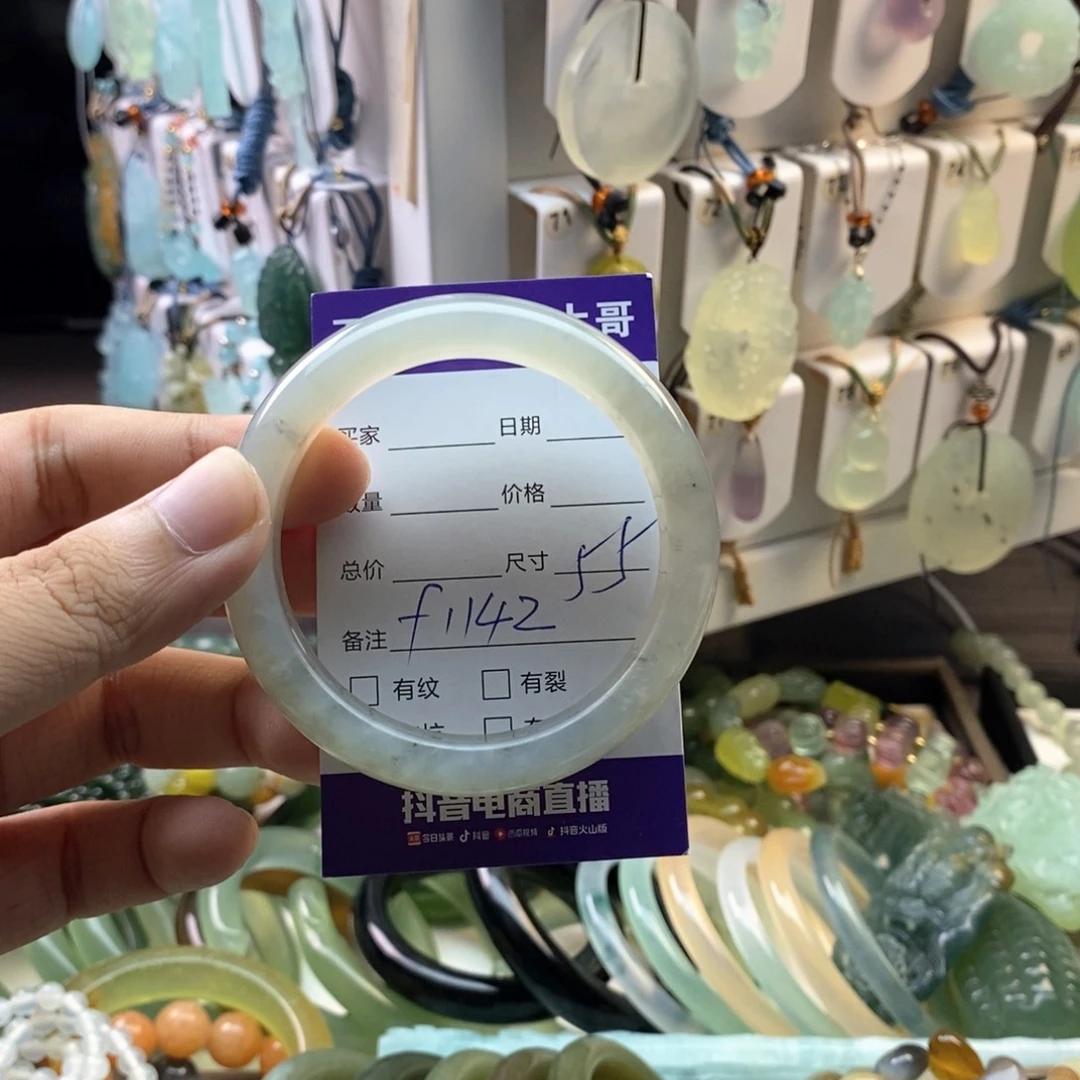 哥
买家 日期
数量 价格
总价 尺寸 55
备注 f1142
有纹 有裂
抖音电商直播
今日头条 抖音 西瓜视频 抖音火山版
71
72